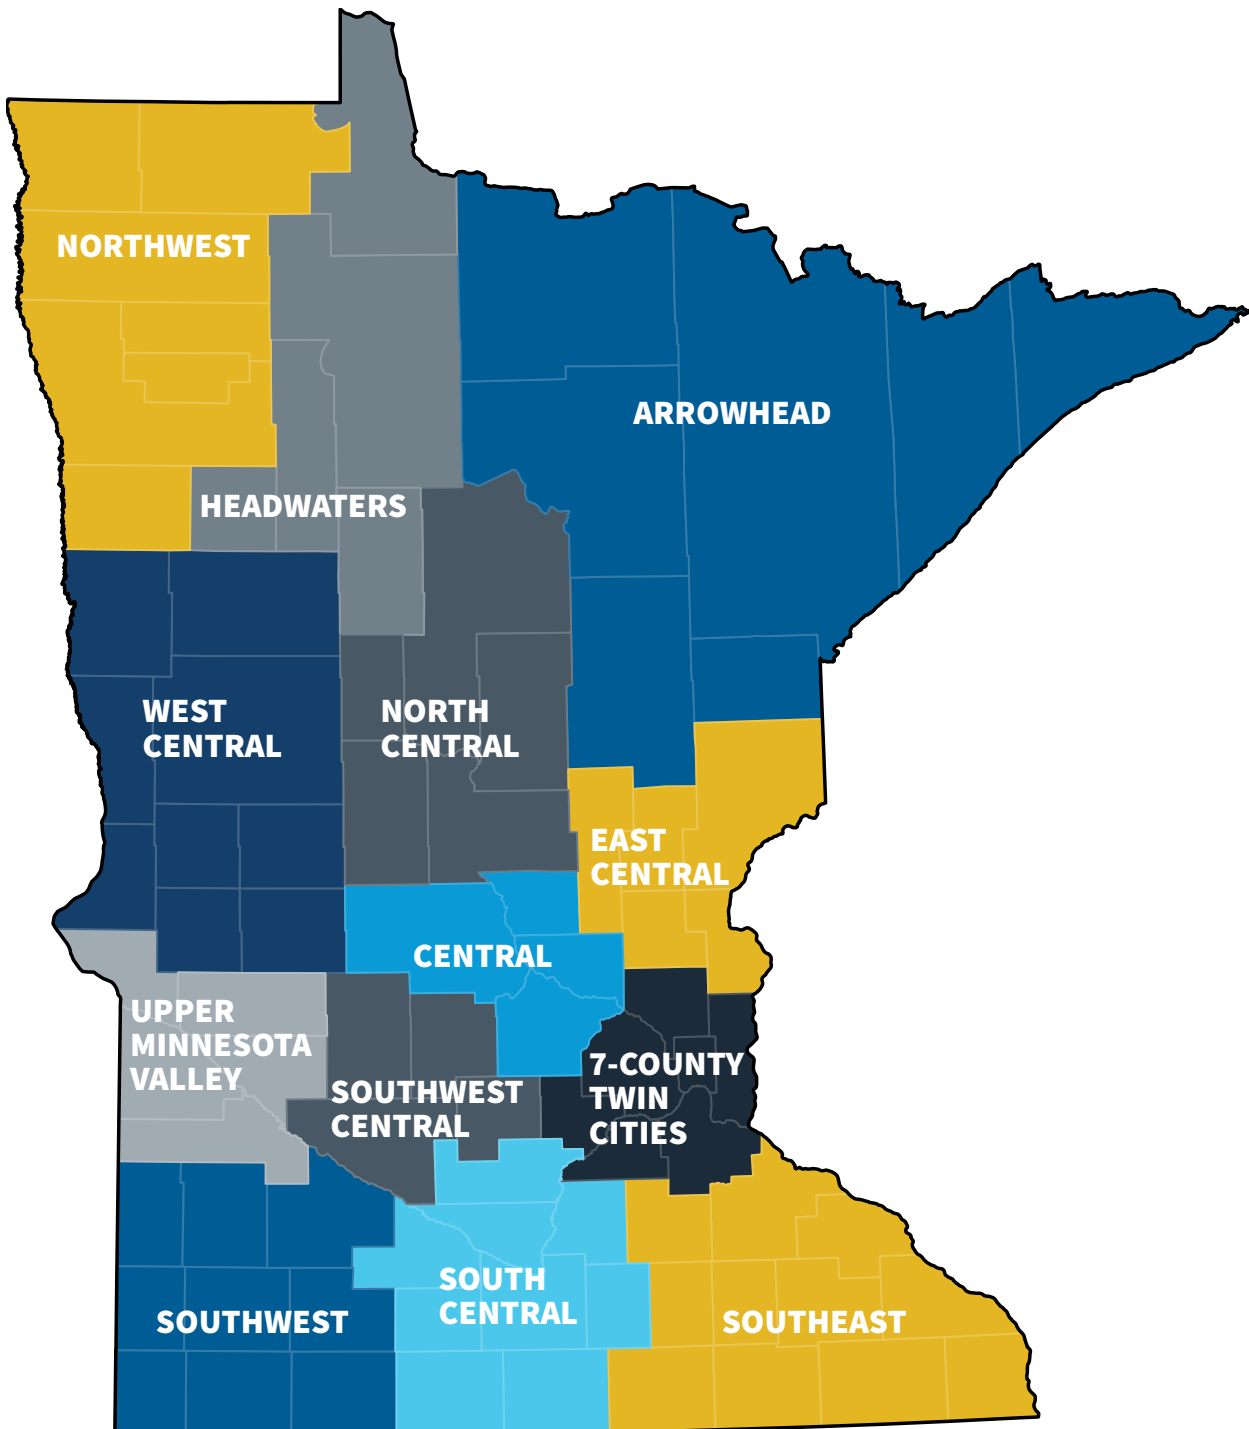 NORTHWEST
ARROWHEAD
HEADWATERS
WEST
CENTRAL
NORTH
CENTRAL
EAST
CENTRAL
CENTRAL
UPPER
MINNESOTA
VALLEY
SOUTHWEST
CENTRAL
7-COUNTY
TWIN
CITIES
SOUTH
CENTRAL
SOUTHWEST
SOUTHEAST